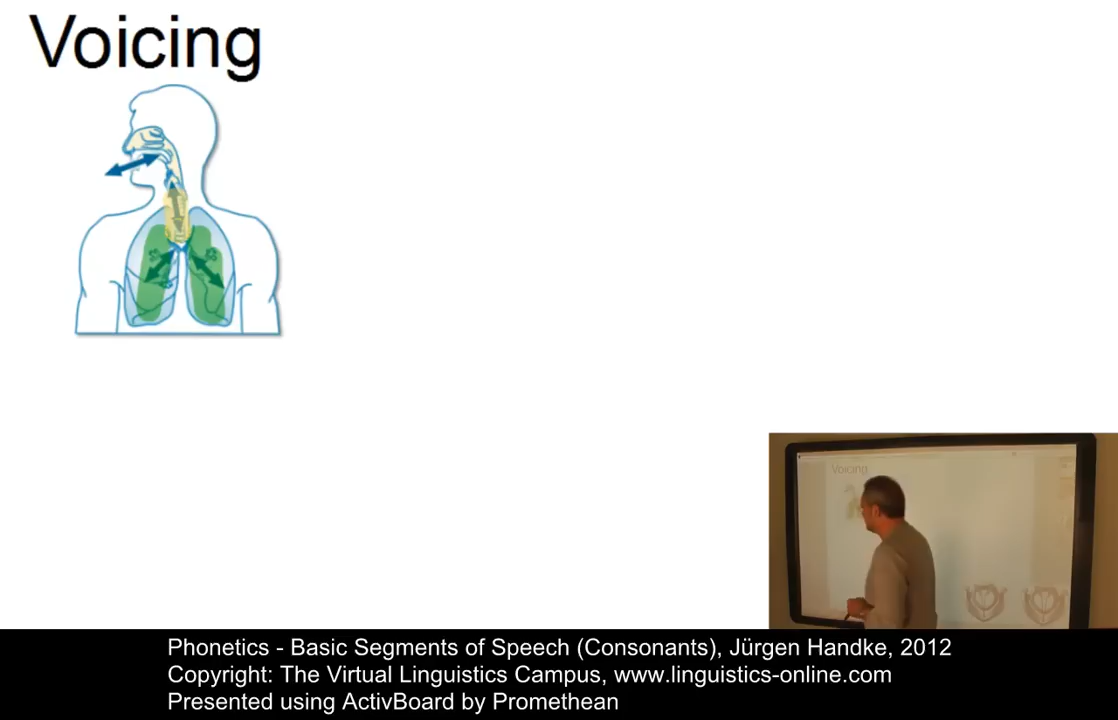 Voicing
Voicing
Phonetics - Basic Segments of Speech (Consonants), Jürgen Handke, 2012
Copyright: The Virtual Linguistics Campus, www.linguistics-online.com
Presented using ActivBoard by Promethean